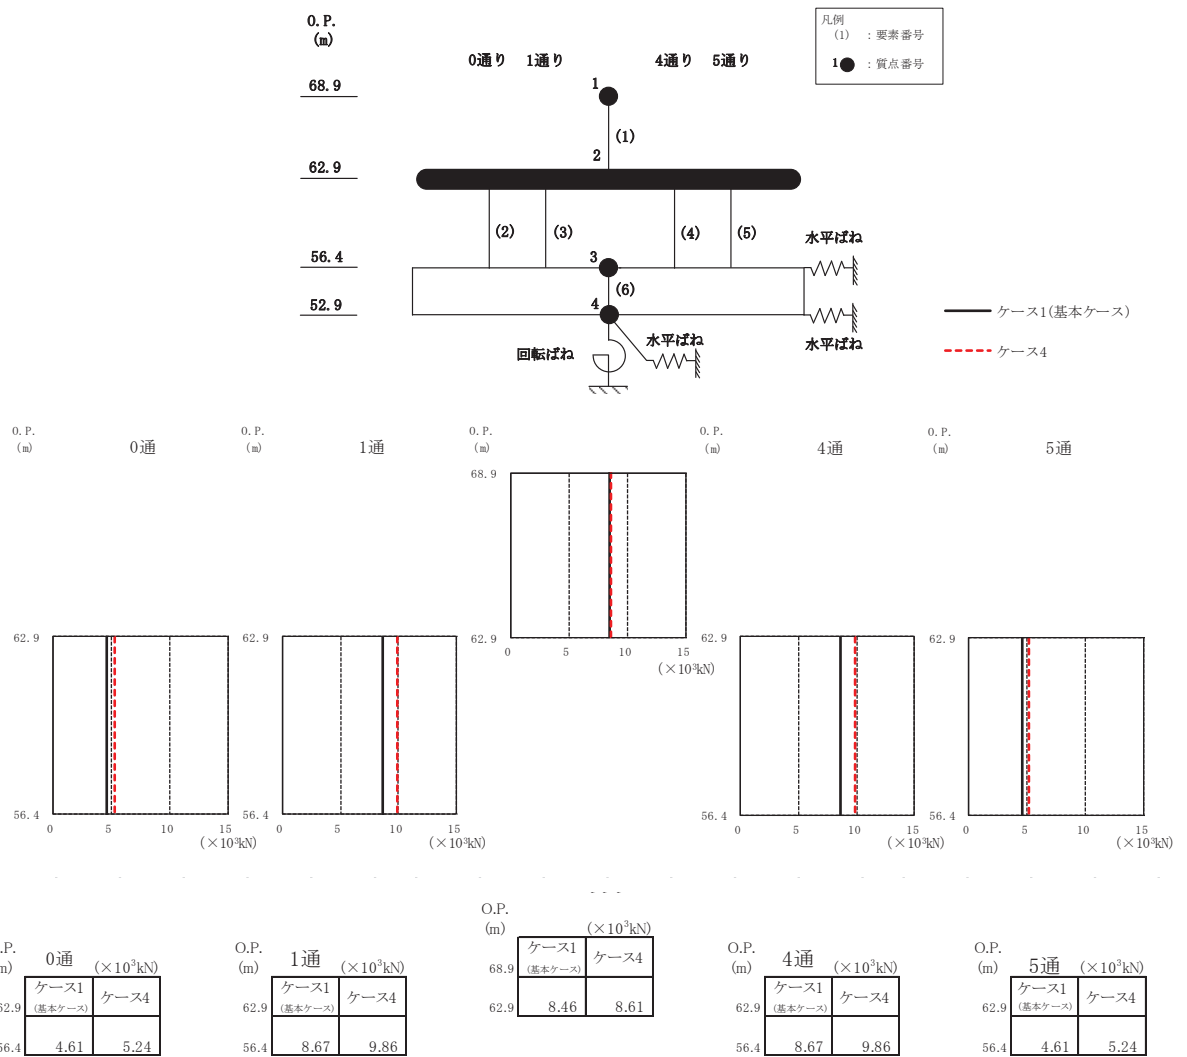 O.P.
(m)
68.9
62.9
56.4
52.9
0通り 1通り 4通り 5通り
1
(1)
2
(2) (3) (4) (5)
3
(6)
4
水平ばね
水平ばね
水平ばね
回転ばね
凡例
(1) : 要素番号
1 : 質点番号
ケース1(基本ケース)
ケース4
O.P.
(m)
0通
62.9
56.4
0 5 10 15
(×10³kN)
O.P.
(m)
1通
62.9
56.4
0 5 10 15
(×10³kN)
O.P.
(m)
68.9
62.9
0 5 10 15
(×10³kN)
O.P.
(m)
4通
62.9
56.4
0 5 10 15
(×10³kN)
O.P.
(m)
5通
62.9
56.4
0 5 10 15
(×10³kN)
0通 (×10³kN)
ケース1
(基本ケース)
ケース4
62.9
56.4 4.61 5.24
O.P.
(m)
1通 (×10³kN)
ケース1
(基本ケース)
ケース4
62.9
56.4 8.67 9.86
O.P.
(m) (×10³kN)
ケース1
(基本ケース)
ケース4
68.9
62.9 8.46 8.61
O.P.
(m)
4通 (×10³kN)
ケース1
(基本ケース)
ケース4
62.9
56.4 8.67 9.86
O.P.
(m)
5通 (×10³kN)
ケース1
(基本ケース)
ケース4
62.9
56.4 4.61 5.24